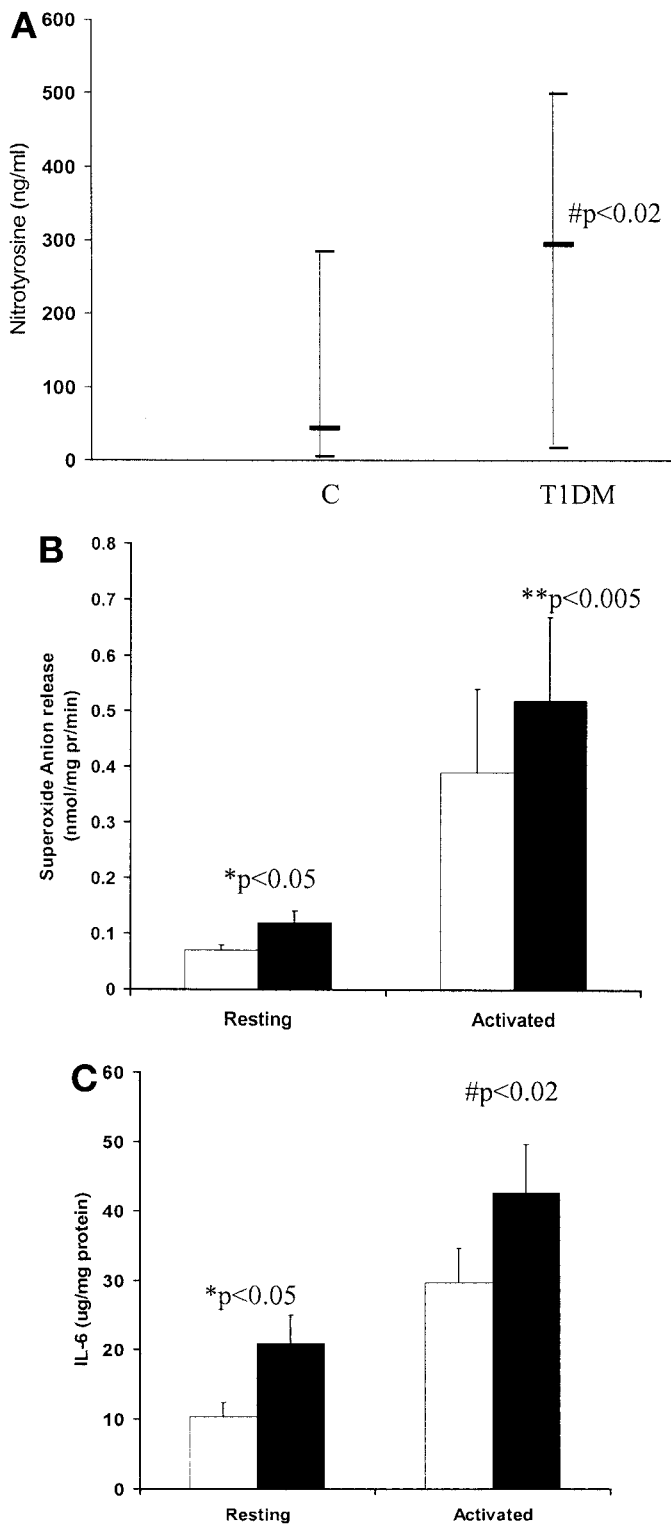 A
600
500
400
300
200
100
0
Nitrotyrosine (ng/ml)
#p<0.02
C
T1DM
B
0.8
0.7
0.6
0.5
0.4
0.3
0.2
0.1
0
Superoxide Anion release
(nmol/mg pr/min)
*p<0.05
**p<0.005
Resting
Activated
C
60
50
40
30
20
10
0
IL-6 (ug/mg protein)
*p<0.05
#p<0.02
Resting
Activated